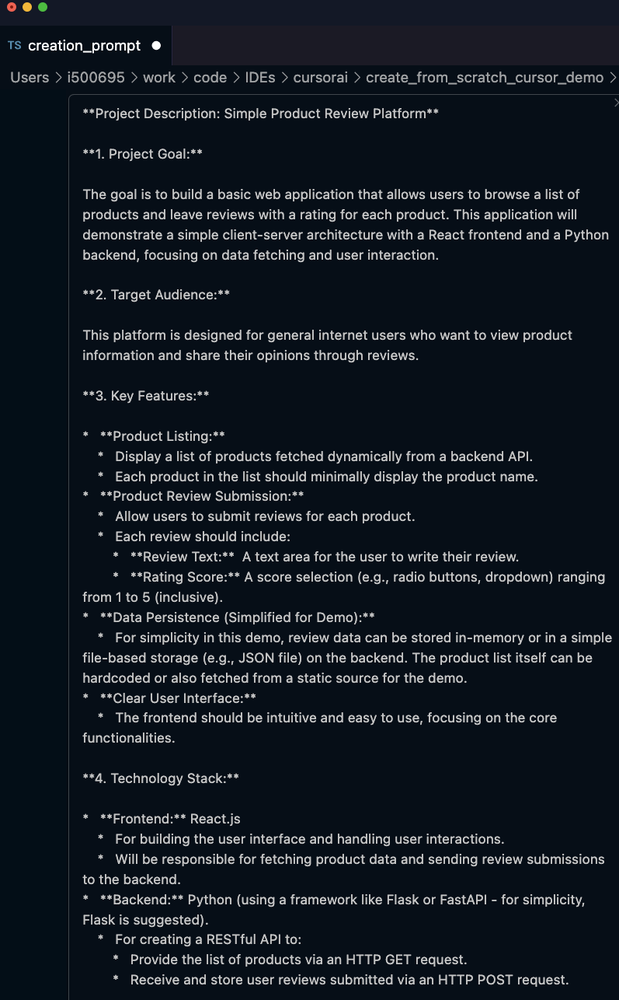 TS creation_prompt ●
Users > i500695 > work > code > IDEs > cursorai > create_from_scratch_cursor_demo >
**Project Description: Simple Product Review Platform**
**1. Project Goal:**
The goal is to build a basic web application that allows users to browse a list of
products and leave reviews with a rating for each product. This application will
demonstrate a simple client-server architecture with a React frontend and a Python
backend, focusing on data fetching and user interaction.
**2. Target Audience:**
This platform is designed for general internet users who want to view product
information and share their opinions through reviews.
**3. Key Features:**
*   **Product Listing:**
    *   Display a list of products fetched dynamically from a backend API.
    *   Each product in the list should minimally display the product name.
*   **Product Review Submission:**
    *   Allow users to submit reviews for each product.
    *   Each review should include:
        *   **Review Text:**  A text area for the user to write their review.
        *   **Rating Score:** A score selection (e.g., radio buttons, dropdown) ranging
from 1 to 5 (inclusive).
*   **Data Persistence (Simplified for Demo):**
    *   For simplicity in this demo, review data can be stored in-memory or in a simple
file-based storage (e.g., JSON file) on the backend. The product list itself can be
hardcoded or also fetched from a static source for the demo.
*   **Clear User Interface:**
    *   The frontend should be intuitive and easy to use, focusing on the core
functionalities.
**4. Technology Stack:**
*   **Frontend:** React.js
    *   For building the user interface and handling user interactions.
    *   Will be responsible for fetching product data and sending review submissions
to the backend.
*   **Backend:** Python (using a framework like Flask or FastAPI - for simplicity,
Flask is suggested).
    *   For creating a RESTful API to:
        *   Provide the list of products via an HTTP GET request.
        *   Receive and store user reviews submitted via an HTTP POST request.